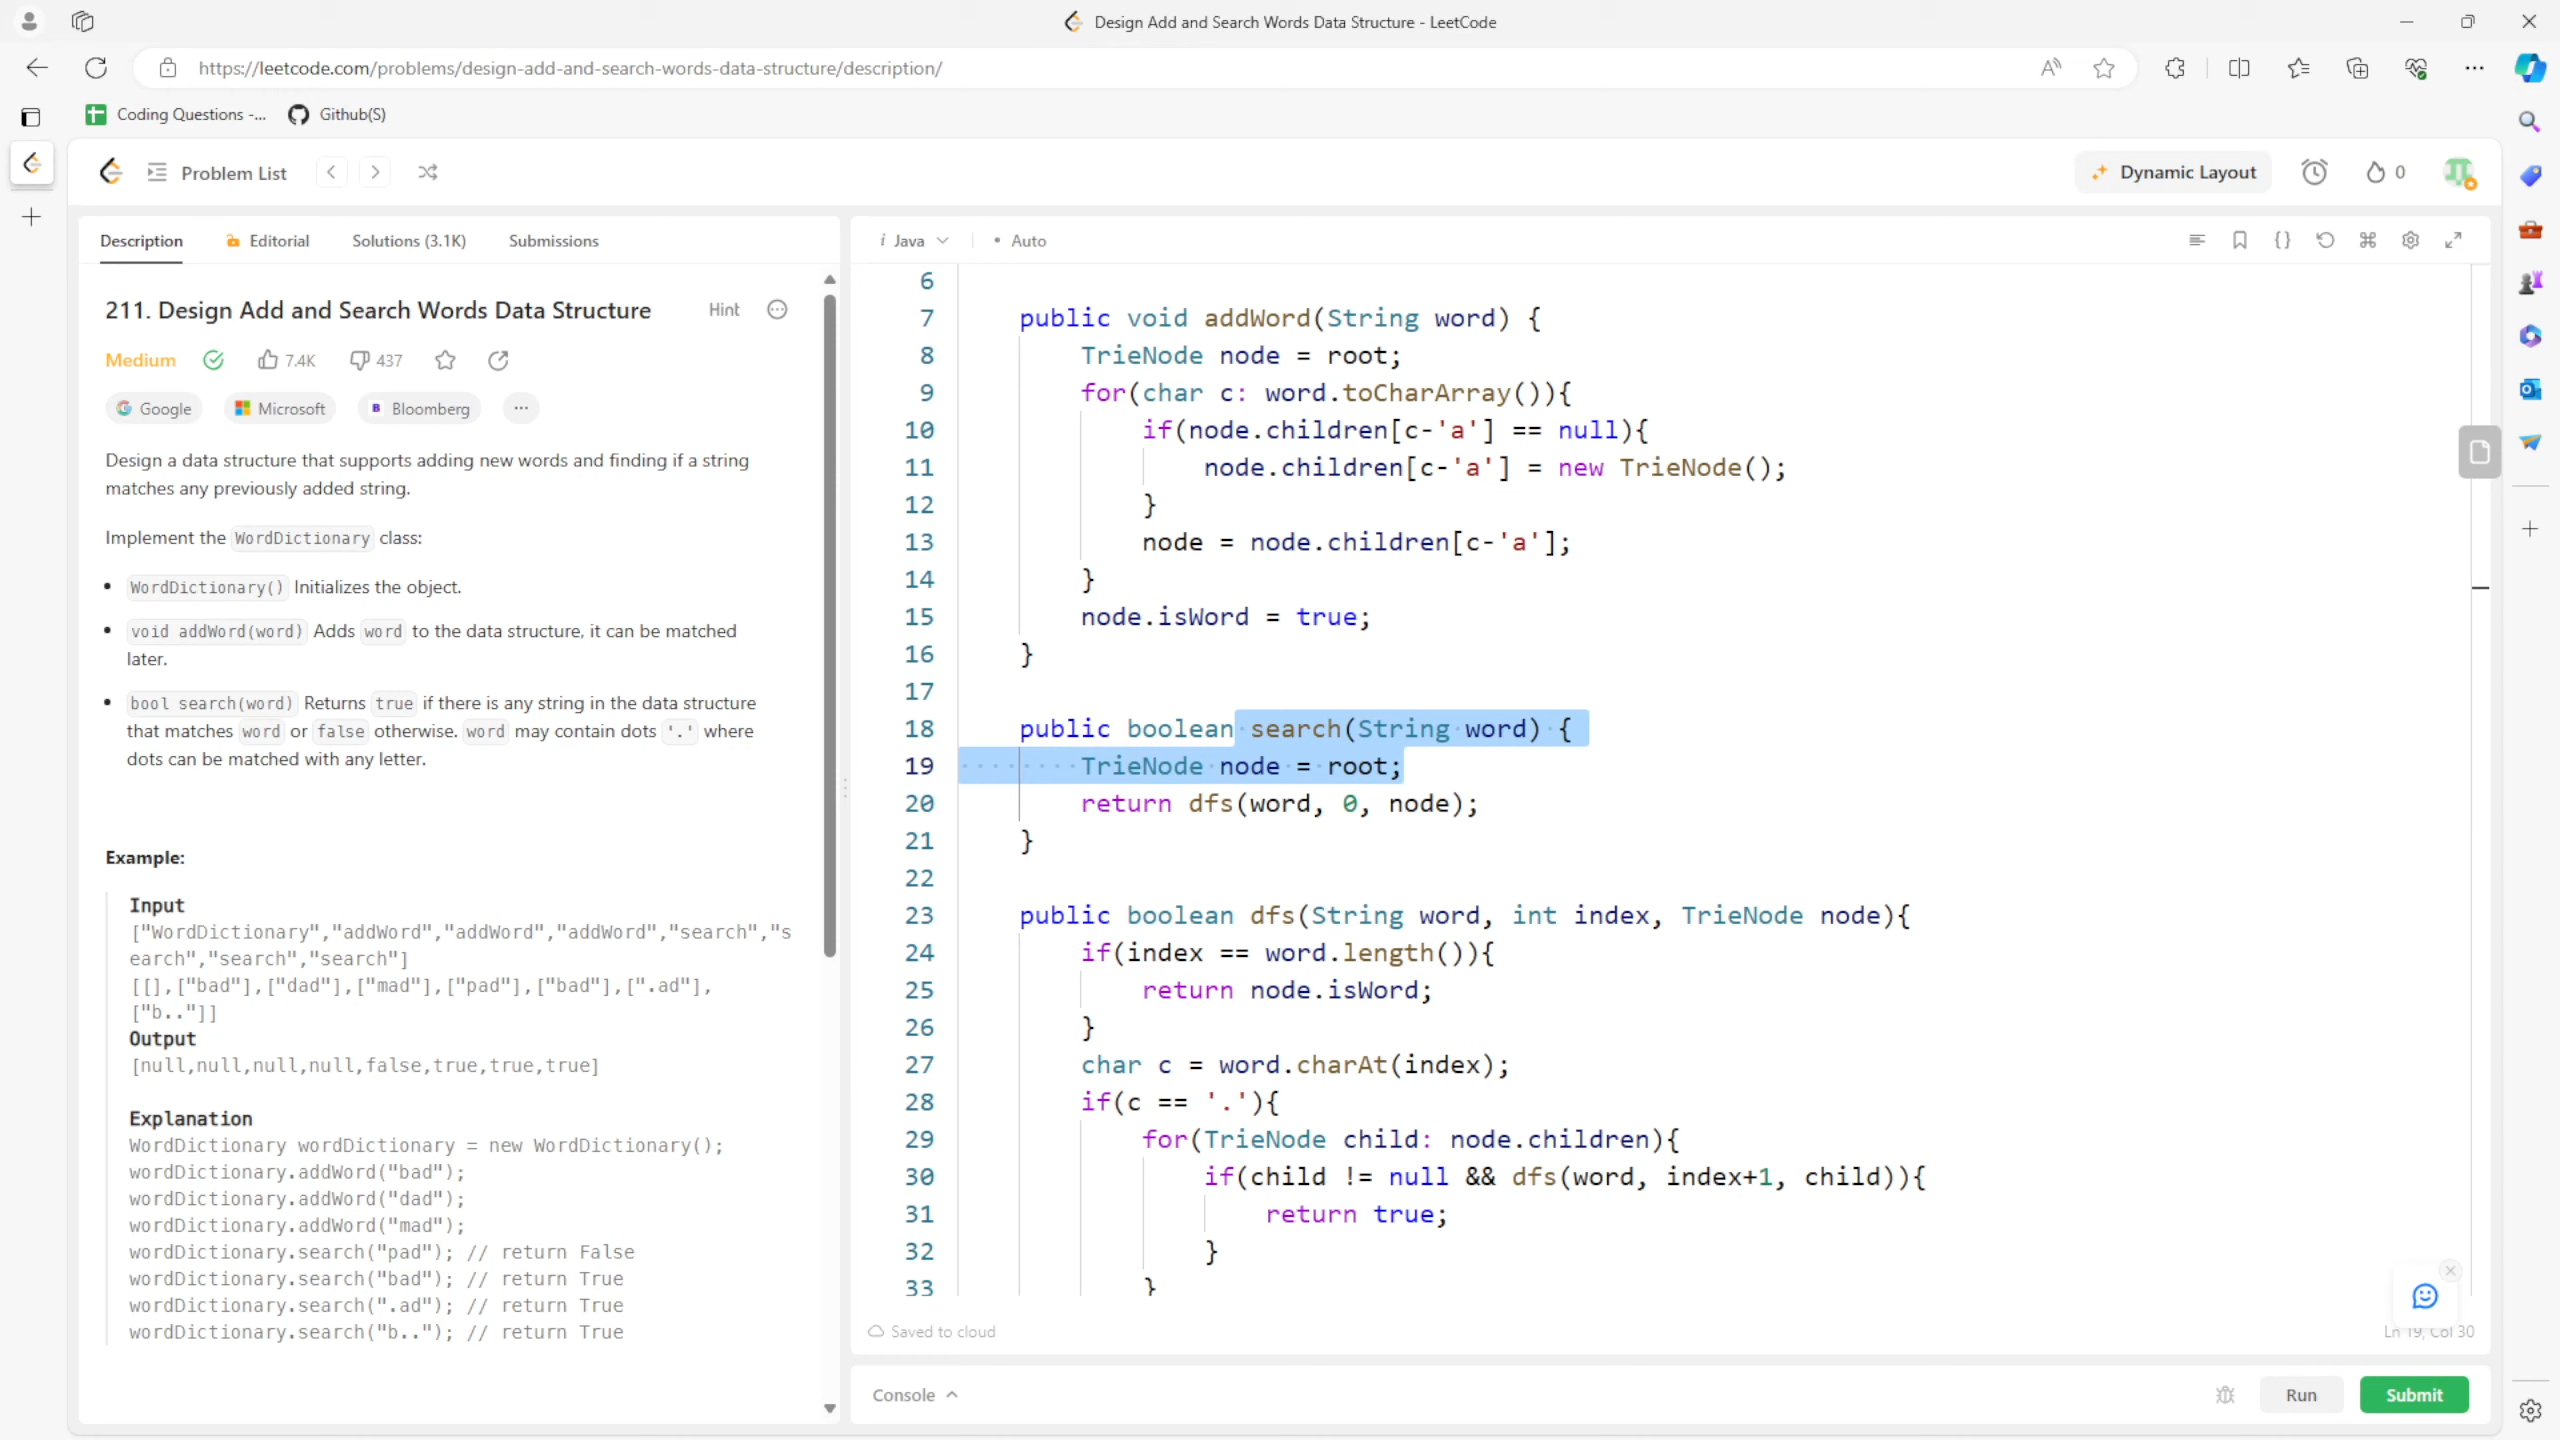 Design Add and Search Words Data Structure - LeetCode
https://leetcode.com/problems/design-add-and-search-words-data-structure/description/
Coding Questions -...
Github(S)
Problem List
Dynamic Layout
0
Description
Editorial
Solutions (3.1K)
Submissions
211. Design Add and Search Words Data Structure
Hint
Medium
7.4K
437
Google
Microsoft
B Bloomberg
Design a data structure that supports adding new words and finding if a string
matches any previously added string.
Implement the WordDictionary class:
• WordDictionary() Initializes the object.
• void addWord(word) Adds word to the data structure, it can be matched
later.
• bool search(word) Returns true if there is any string in the data structure
that matches word or false otherwise. word may contain dots '.' where
dots can be matched with any letter.
Example:
Input
["WordDictionary","addWord","addWord","addWord","search","s
earch","search","search"]
[[],["bad"],["dad"],["mad"],["pad"],["bad"],[".ad"],
["b.."]]
Output
[null,null,null,null,false,true,true,true]
Explanation
WordDictionary wordDictionary = new WordDictionary();
wordDictionary.addWord("bad");
wordDictionary.addWord("dad");
wordDictionary.addWord("mad");
wordDictionary.search("pad"); // return False
wordDictionary.search("bad"); // return True
wordDictionary.search(".ad"); // return True
wordDictionary.search("b.."); // return True
i Java
• Auto
6
7 public void addWord(String word) {
8 TrieNode node = root;
9 for(char c: word.toCharArray()){
10 if(node.children[c-'a'] == null){
11 node.children[c-'a'] = new TrieNode();
12 }
13 node = node.children[c-'a'];
14 }
15 node.isWord = true;
16 }
17
18 public boolean search(String word) {
19 TrieNode node = root;
20 return dfs(word, 0, node);
21 }
22
23 public boolean dfs(String word, int index, TrieNode node){
24 if(index == word.length()){
25 return node.isWord;
26 }
27 char c = word.charAt(index);
28 if(c == '.'){
29 for(TrieNode child: node.children){
30 if(child != null && dfs(word, index+1, child)){
31 return true;
32 }
33 }
Saved to cloud
Ln 19, Col 30
Console
Run
Submit